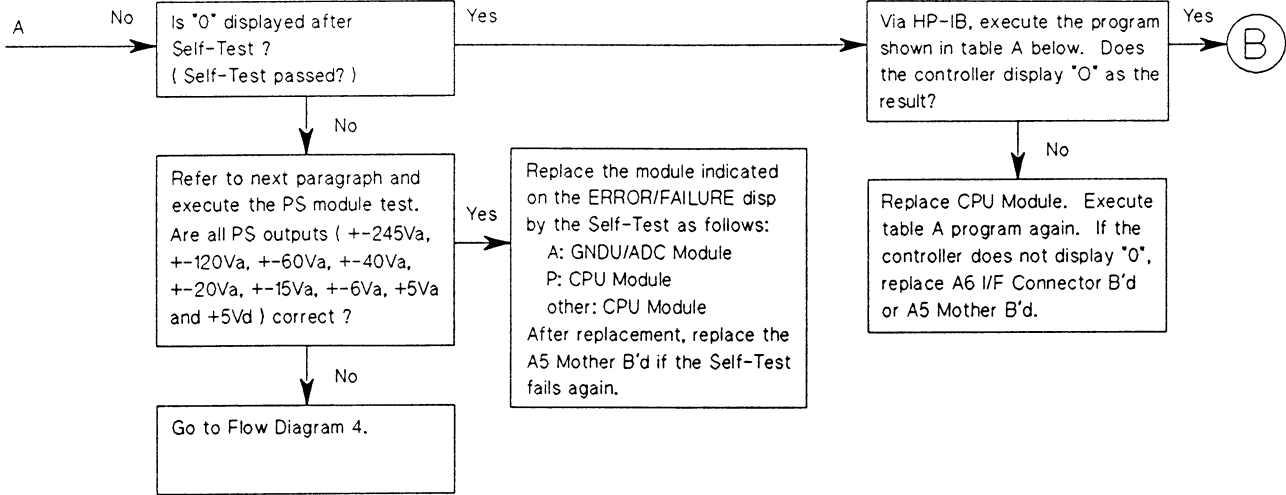 A
No
Is "0" displayed after
Self-Test ?
( Self-Test passed? )
Yes
Via HP-IB, execute the program
shown in table A below. Does
the controller display "0" as the
result?
Yes
B
No
No
Refer to next paragraph and
execute the PS module test.
Are all PS outputs ( +-245Va,
+-120Va, +-60Va, +-40Va,
+-20Va, +-15Va, +-6Va, +5Va
and +5Vd ) correct ?
Yes
Replace the module indicated
on the ERROR/FAILURE disp
by the Self-Test as follows:
A: GNDU/ADC Module
P: CPU Module
other: CPU Module
After replacement, replace the
A5 Mother B'd if the Self-Test
fails again.
Replace CPU Module. Execute
table A program again. If the
controller does not display "0",
replace A6 I/F Connector B'd
or A5 Mother B'd.
No
Go to Flow Diagram 4.